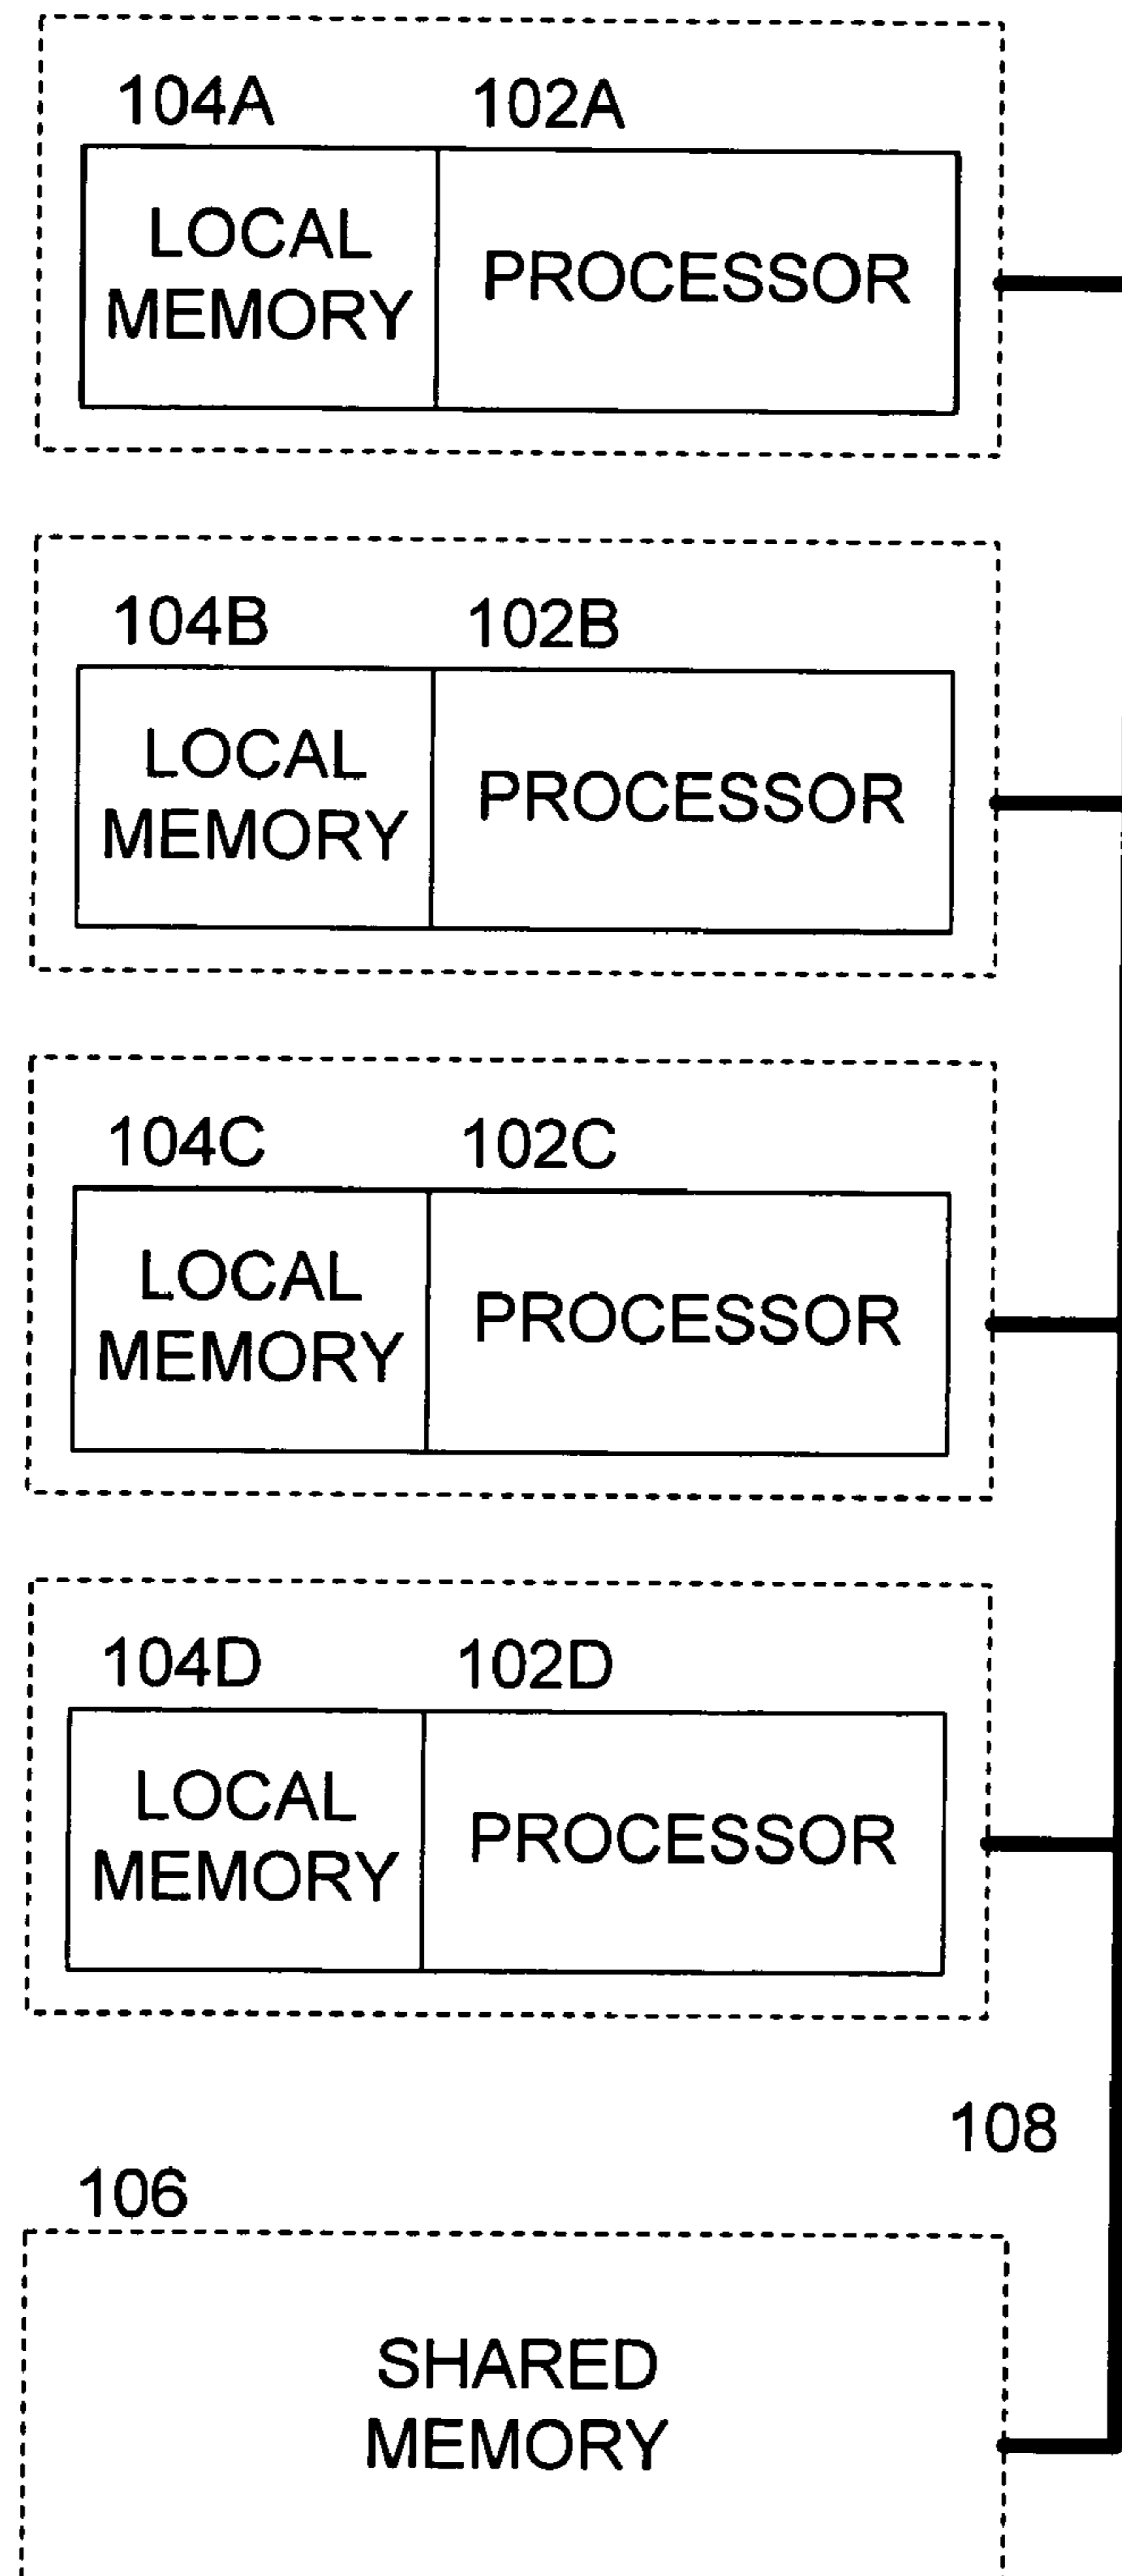 104A 102A
LOCAL
MEMORY
PROCESSOR
104B 102B
LOCAL
MEMORY
PROCESSOR
104C 102C
LOCAL
MEMORY
PROCESSOR
104D 102D
LOCAL
MEMORY
PROCESSOR
108
106
SHARED
MEMORY